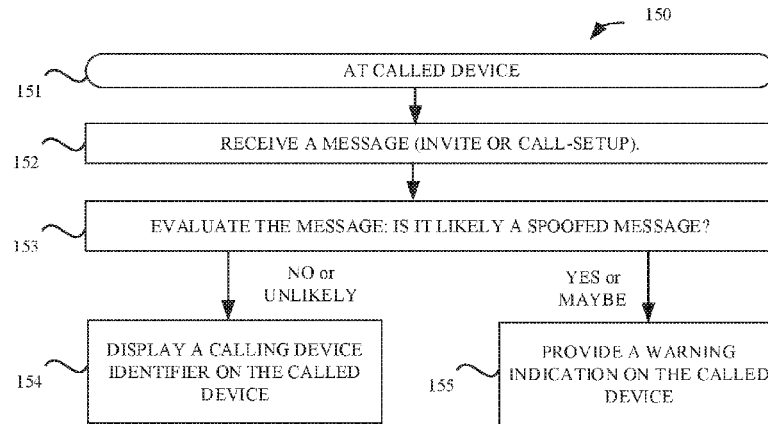 150
AT CALLED DEVICE
151
RECEIVE A MESSAGE (INVITE OR CALL-SETUP).
152
EVALUATE THE MESSAGE: IS IT LIKELY A SPOOFED MESSAGE?
153
NO or
UNLIKELY
YES or
MAYBE
DISPLAY A CALLING DEVICE
IDENTIFIER ON THE CALLED
DEVICE
154
PROVIDE A WARNING
INDICATION ON THE CALLED
DEVICE
155